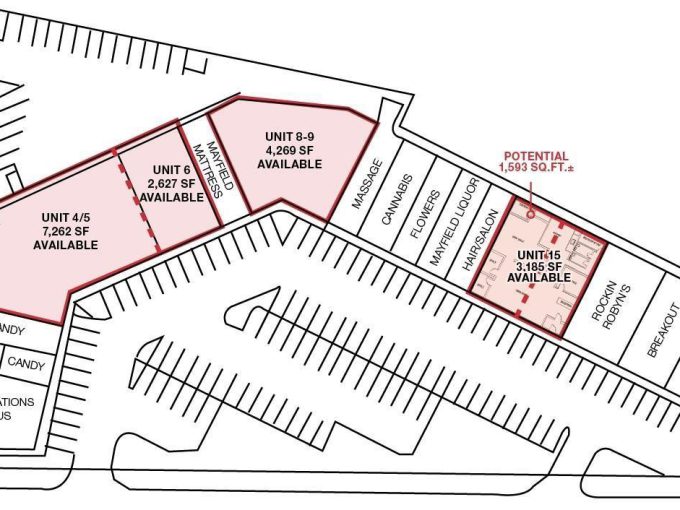 UNIT 8-9
4,269 SF
AVAILABLE
UNIT 6
2,627 SF
AVAILABLE
MAYFIELD
MATTRESS
POTENTIAL
1,593 SQ.FT.±
MASSAGE
CANNABIS
FLOWERS
MAYFIELD LIQUOR
HAIR/SALON
UNIT 4/5
7,262 SF
AVAILABLE
UNIT 15
3.185 SF
AVAILABLE
ROCKIN
ROBYN'S
BREAKOUT
ANDY
CANDY
ATIONS
US